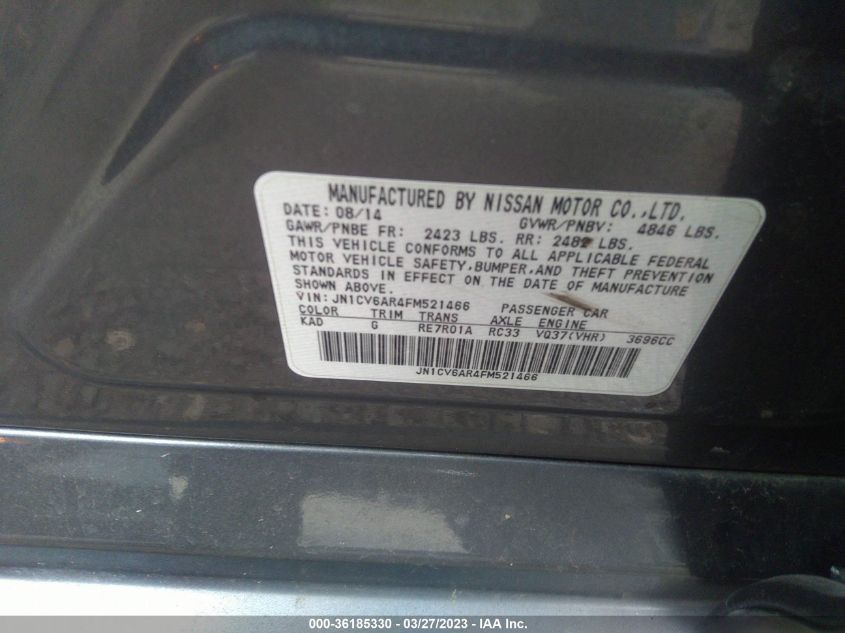 MANUFACTURED BY NISSAN MOTOR CO.,LTD.
DATE: 08/14 GVWR/PNBV: 4846 LBS.
GAWR/PNBE FR: 2423 LBS. RR: 2482 LBS.
THIS VEHICLE CONFORMS TO ALL APPLICABLE FEDERAL
MOTOR VEHICLE SAFETY, BUMPER, AND THEFT PREVENTION
STANDARDS IN EFFECT ON THE DATE OF MANUFACTURE
SHOWN ABOVE.
VIN: JN1CV6AR4FM521466 PASSENGER CAR
COLOR TRIM TRANS AXLE ENGINE
KAD G RE7R01A RC33 VQ37(VHR) 3696CC
JN1CV6AR4FM521466
000-36185330 - 03/27/2023 - IAA Inc.